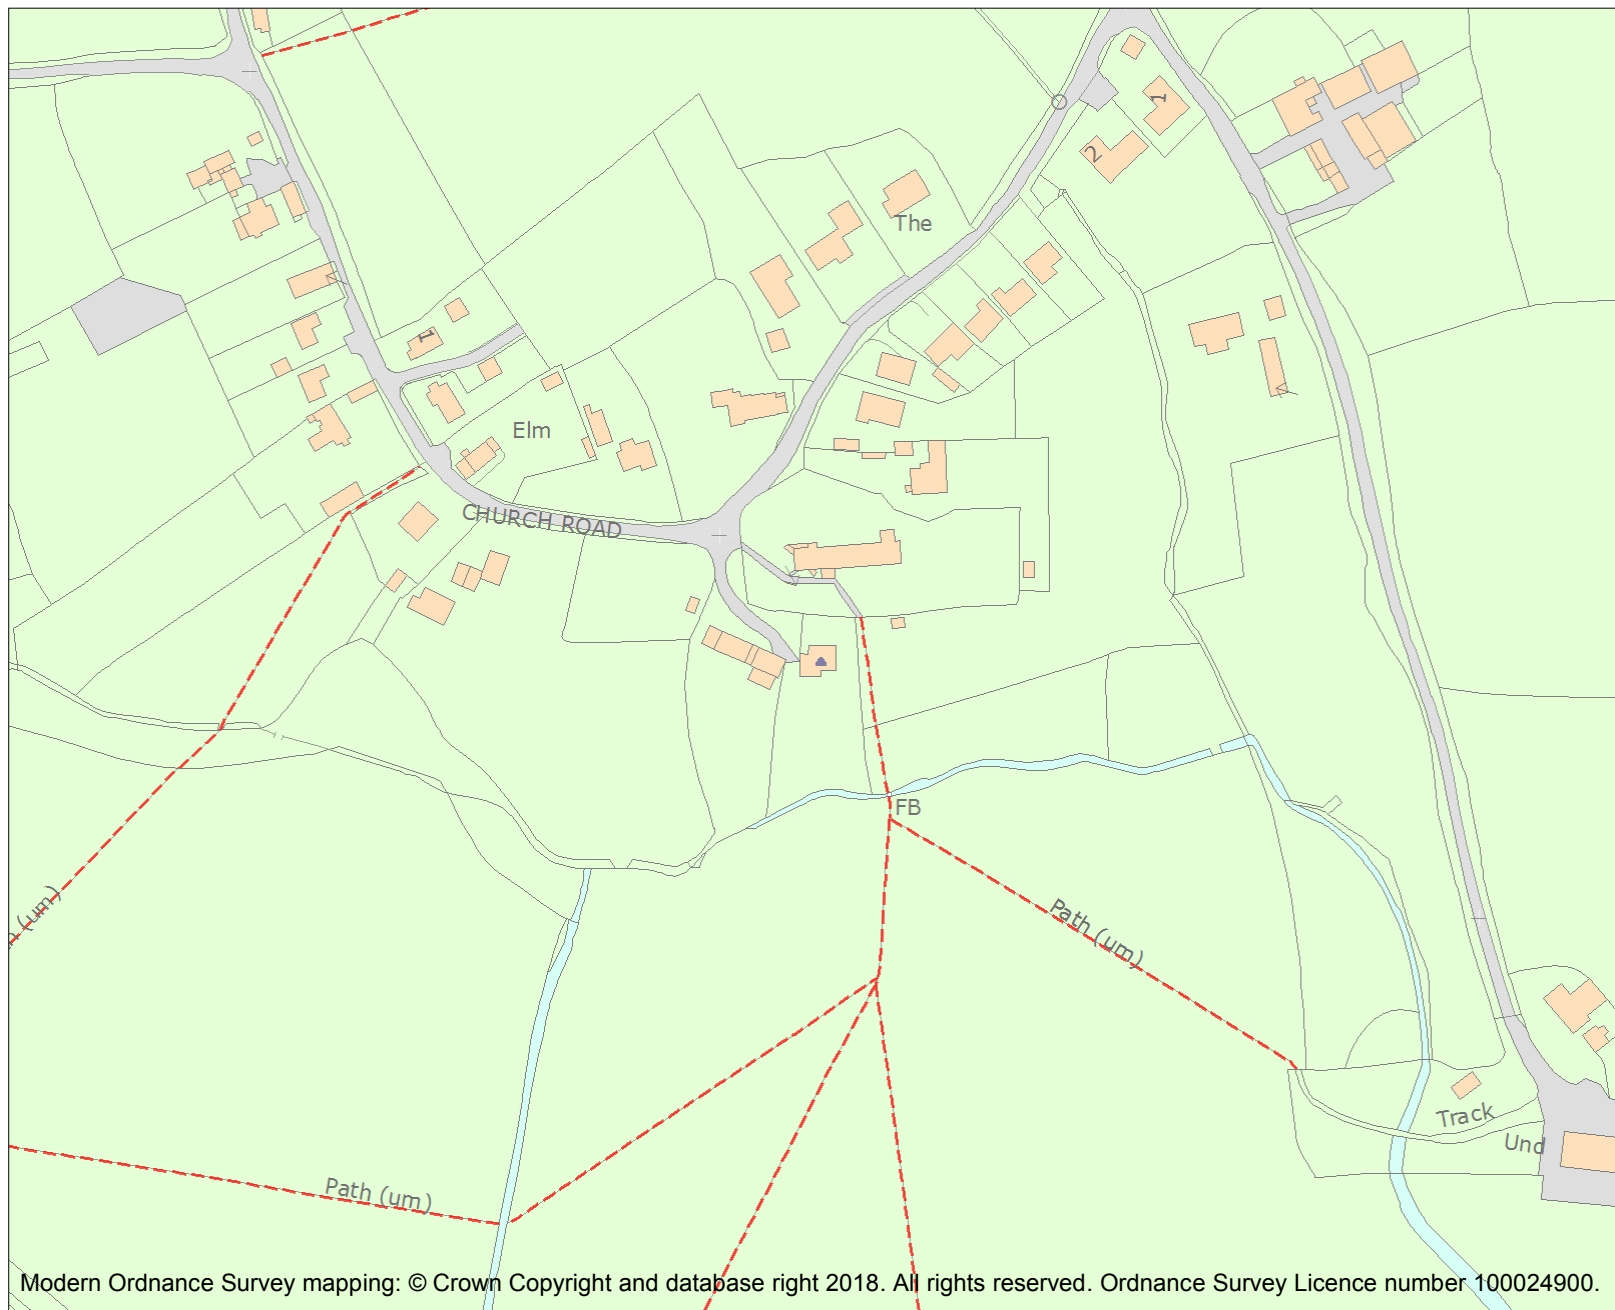 1
2
The
1
Elm
CHURCH ROAD
FB
(um)
Path (um)
Track
Und
Path (um)
Modern Ordnance Survey mapping: © Crown Copyright and database right 2018. All rights reserved. Ordnance Survey Licence number 100024900.